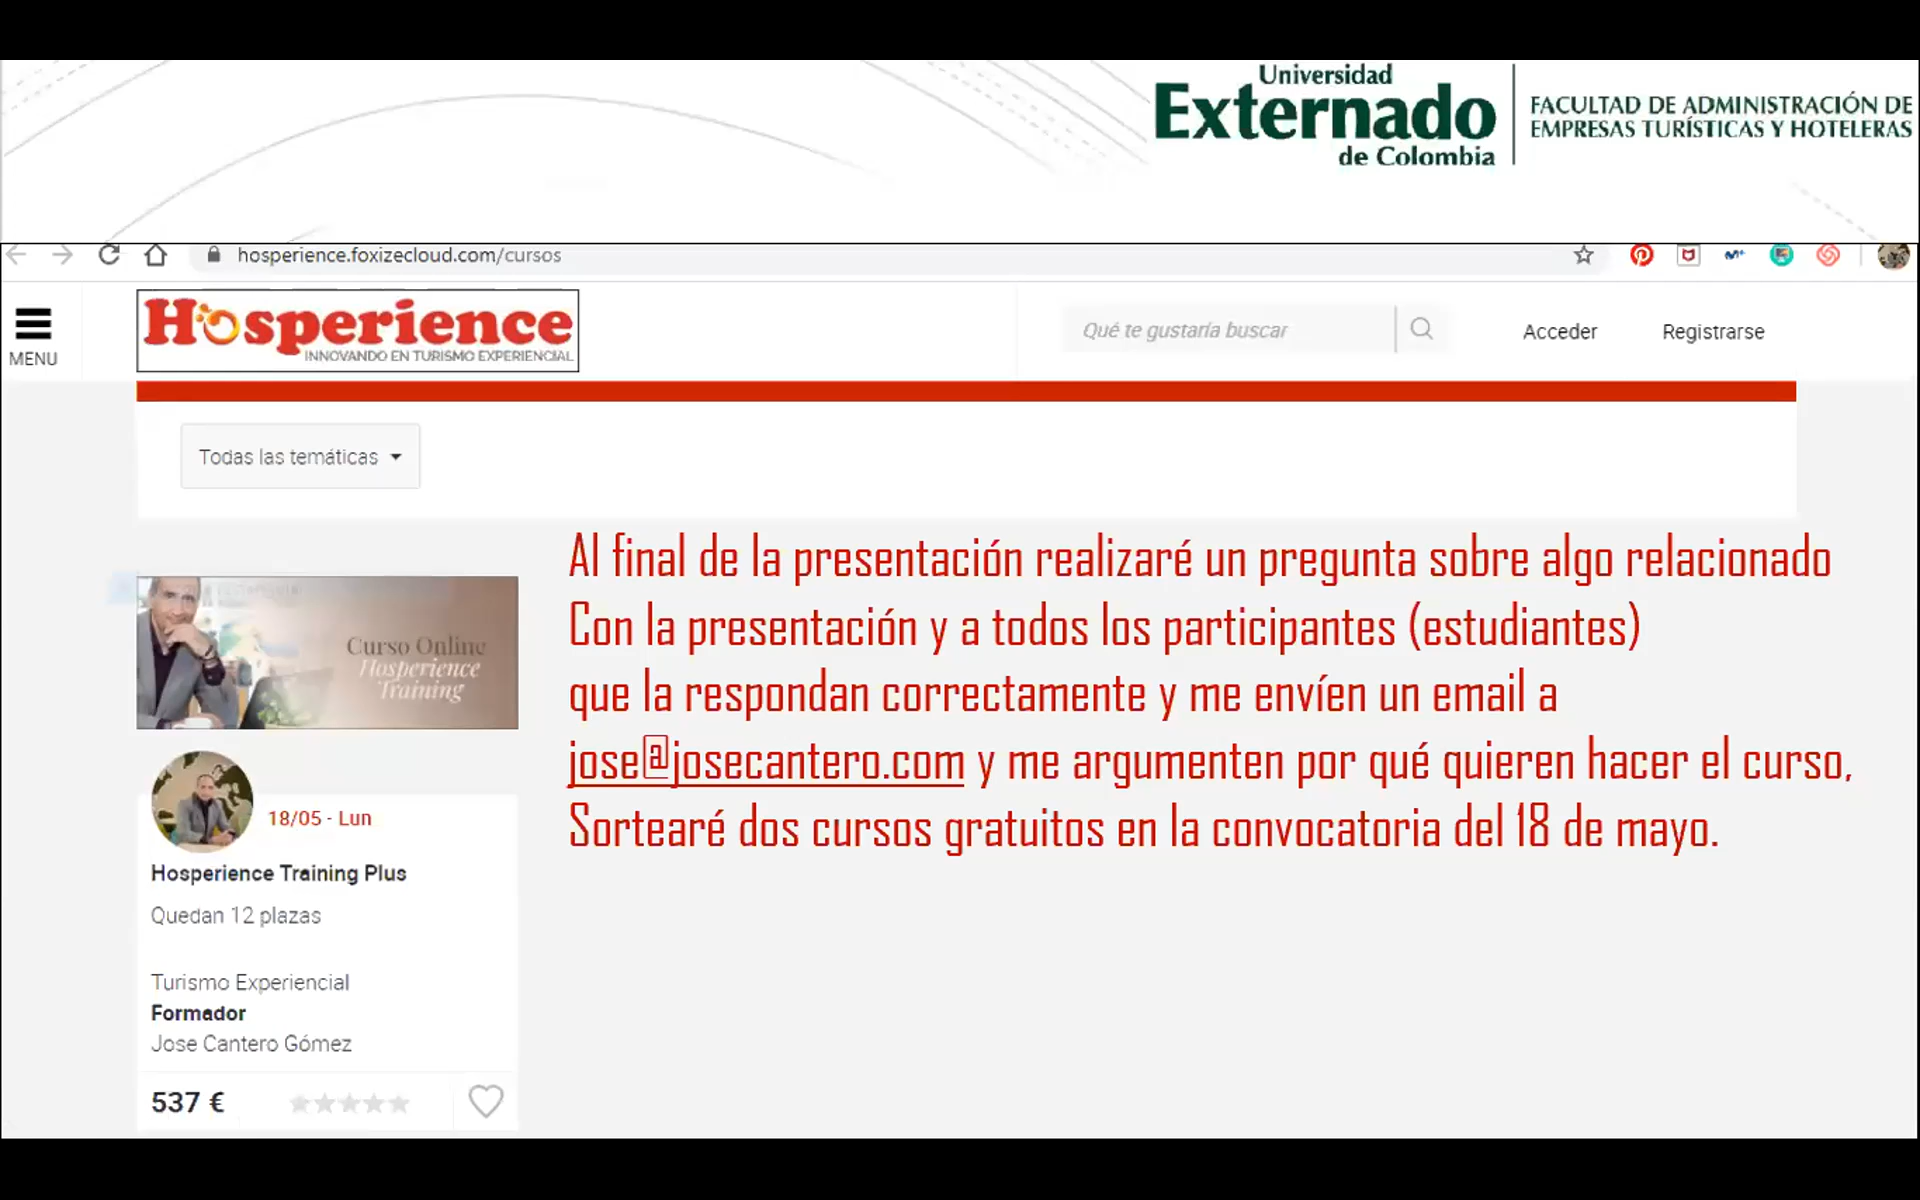 Universidad
Externado
de Colombia
FACULTAD DE ADMINISTRACIÓN DE
EMPRESAS TURÍSTICAS Y HOTELERAS
hosperience.foxizecloud.com/cursos
MENU
Hosperience
INNOVANDO EN TURISMO EXPERIENCIAL
Qué te gustaría buscar
Acceder
Registrarse
Todas las temáticas
Al final de la presentación realizaré un pregunta sobre algo relacionado
Con la presentación y a todos los participantes (estudiantes)
que la respondan correctamente y me envíen un email a
jose@josecantero.com y me argumenten por qué quieren hacer el curso,
Sortearé dos cursos gratuitos en la convocatoria del 18 de mayo.
Curso Online
Hosperience
Training
18/05 - Lun
Hosperience Training Plus
Quedan 12 plazas
Turismo Experiencial
Formador
Jose Cantero Gómez
537 €